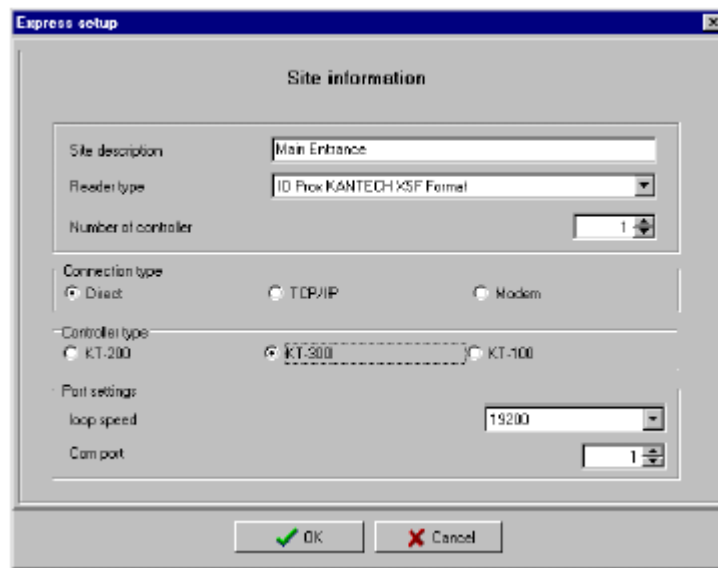 Express setup
Site information
Site description Main Entrance
Reader type IO Prox KANTECH XSF Format
Number of controller 1
Connection type
Direct TCP/IP Modem
Controller type
KT-200 KT-300 KT-100
Port settings
loop speed 19200
Com port 1
OK Cancel